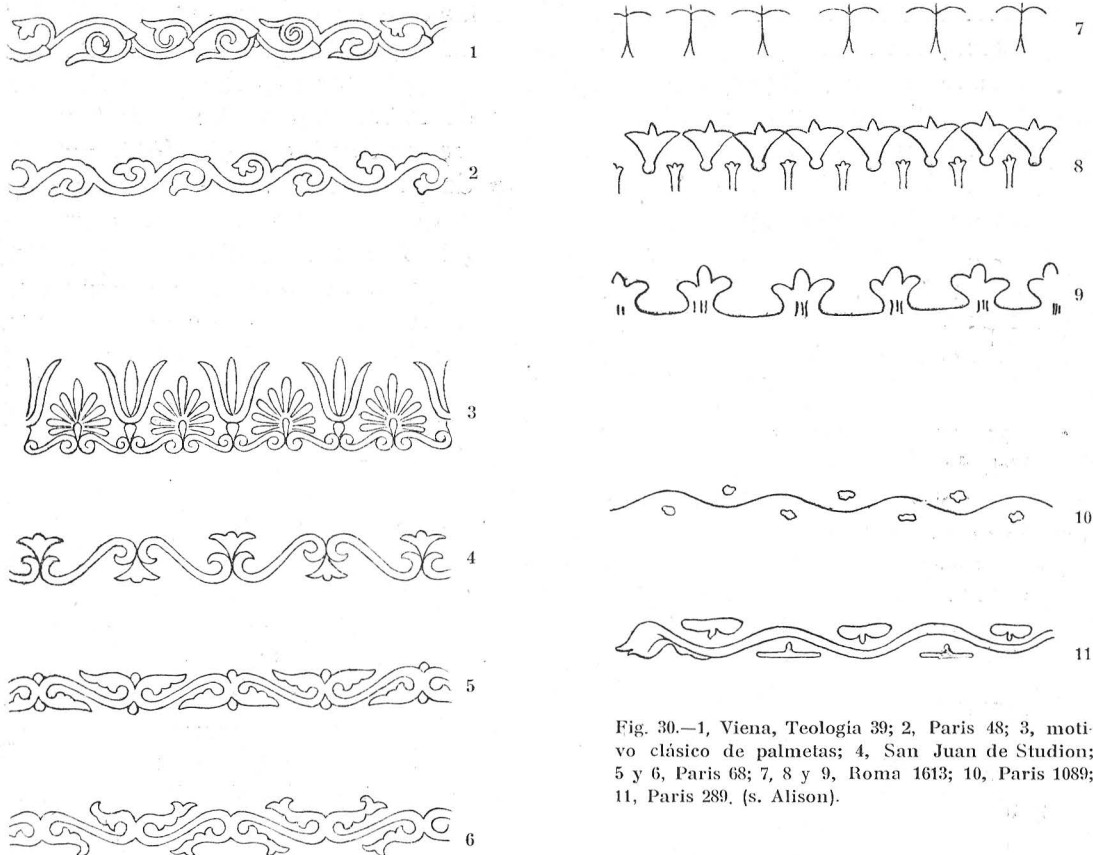 1
2
3
4
5
6
7
8
9
10
11
Fig. 30.—1, Viena, Teología 39; 2, Paris 48; 3, moti-
vo clásico de palmetas; 4, San Juan de Studion;
5 y 6, Paris 68; 7, 8 y 9, Roma 1613; 10, Paris 1089;
11, Paris 289. (s. Alison).